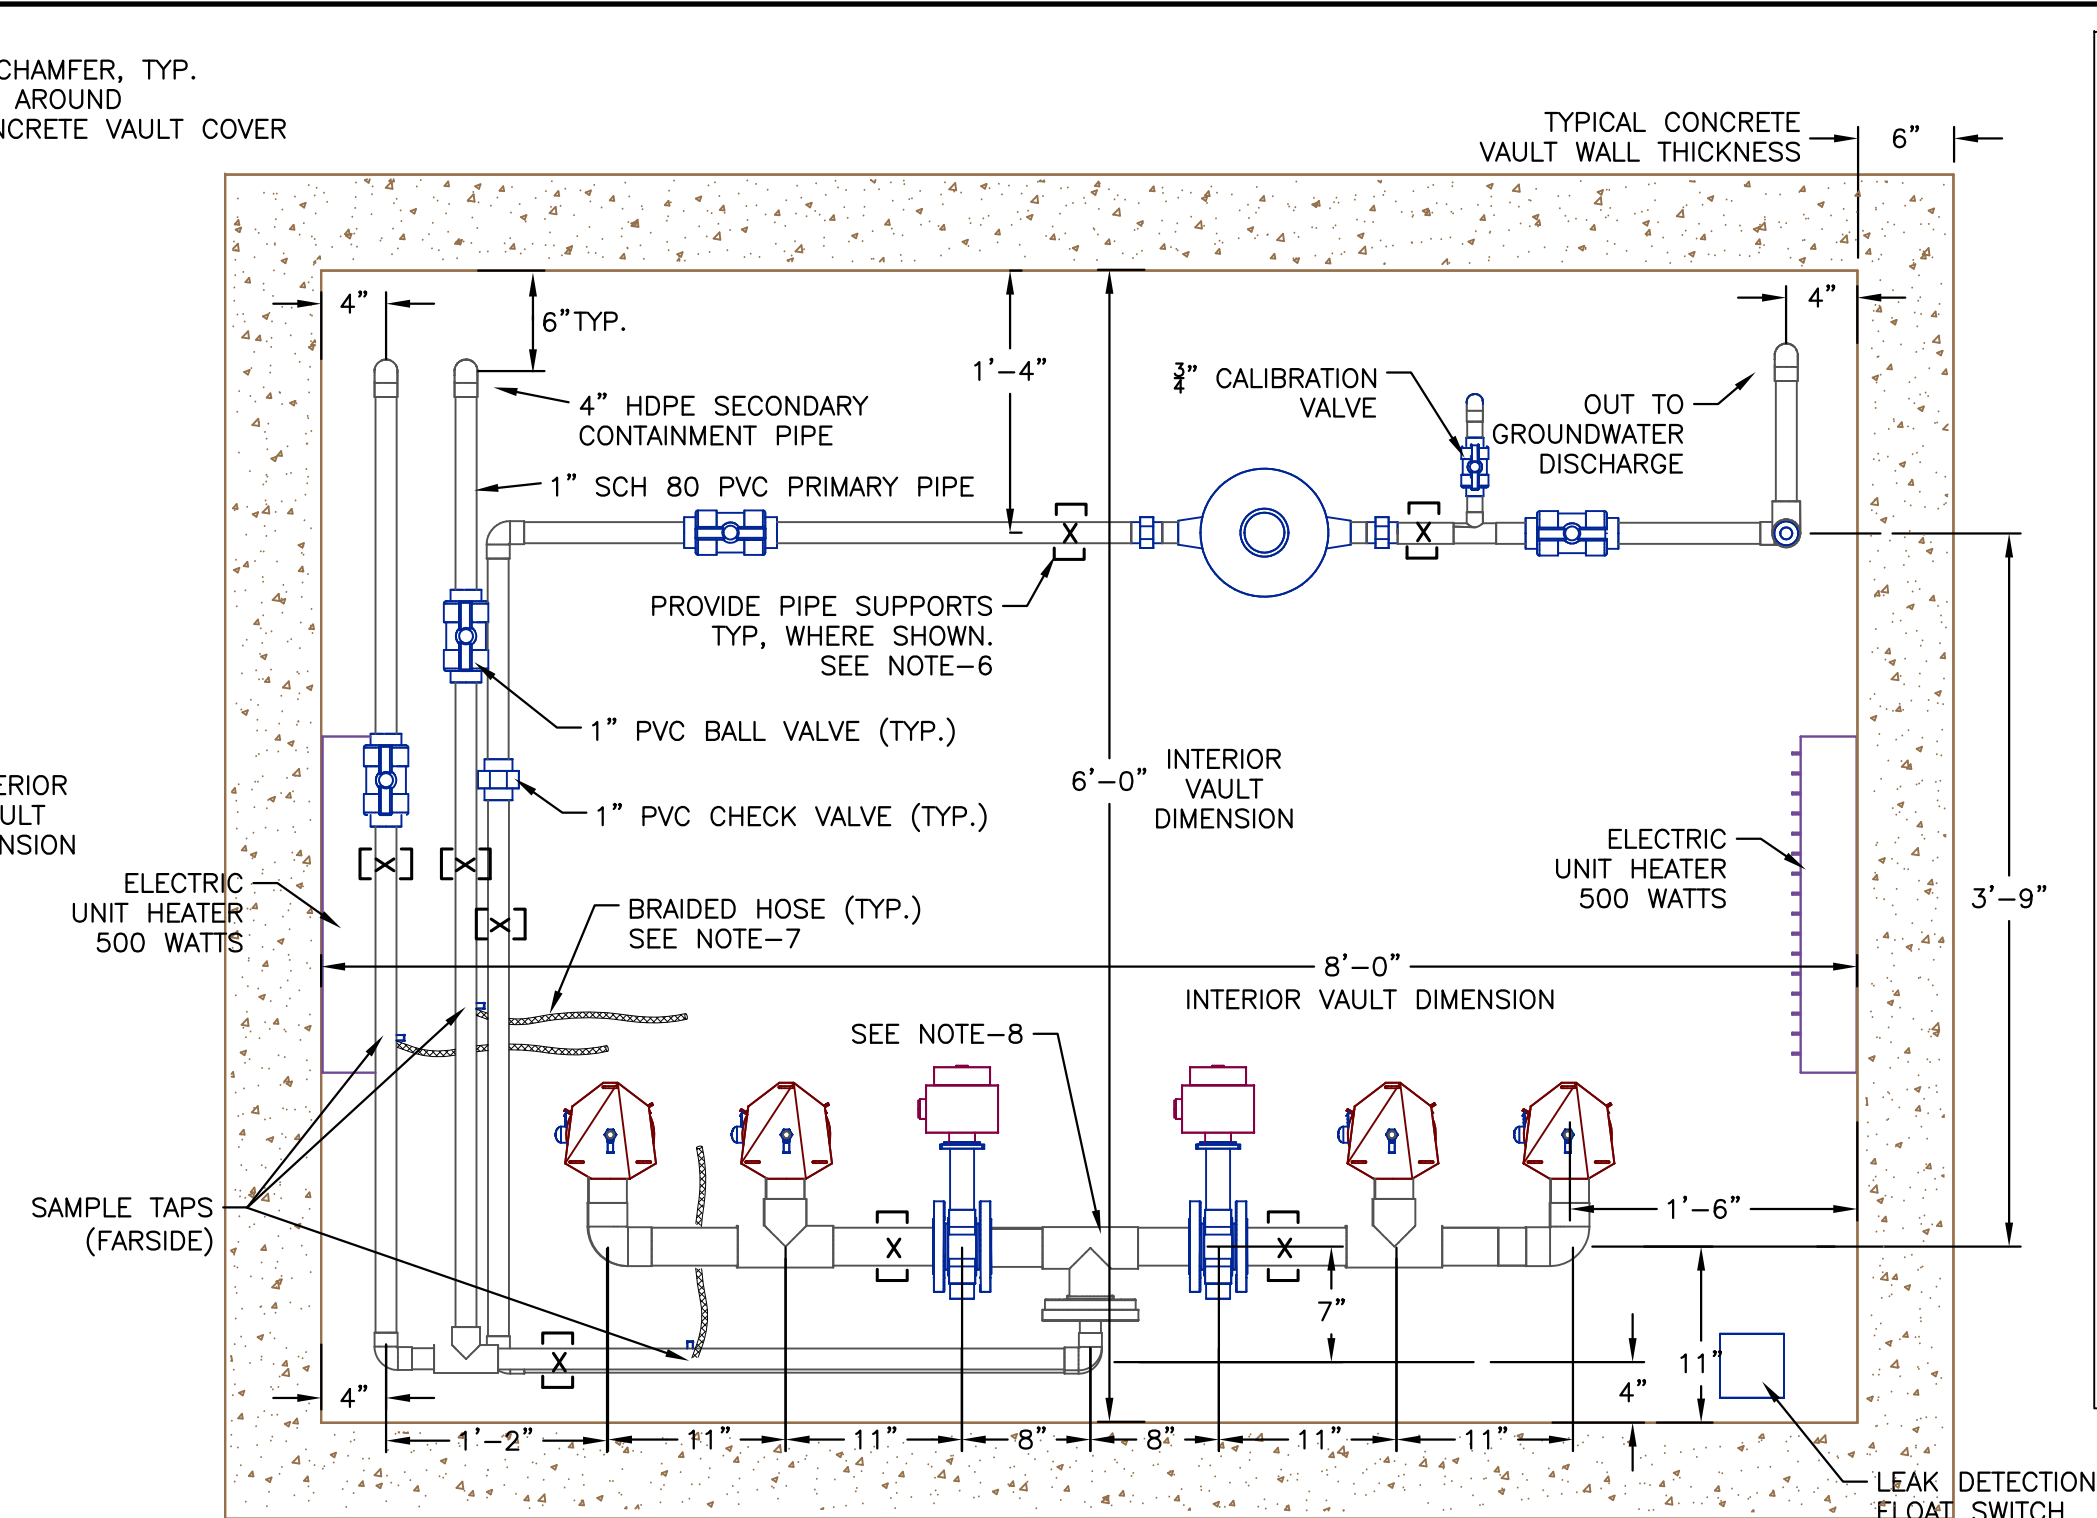 CHAMFER, TYP.
AROUND
NCRETE VAULT COVER
TYPICAL CONCRETE
VAULT WALL THICKNESS
6"
4"
6"TYP.
1'-4"
4"
4" HDPE SECONDARY
CONTAINMENT PIPE
3/4" CALIBRATION
VALVE
OUT TO
GROUNDWATER
DISCHARGE
1" SCH 80 PVC PRIMARY PIPE
X
X
PROVIDE PIPE SUPPORTS
TYP, WHERE SHOWN.
SEE NOTE-6
1" PVC BALL VALVE (TYP.)
6'-0"
INTERIOR
VAULT
DIMENSION
1" PVC CHECK VALVE (TYP.)
ERIOR
ULT
NSION
ELECTRIC
UNIT HEATER
500 WATTS
X
X
X
ELECTRIC
UNIT HEATER
500 WATTS
3'-9"
BRAIDED HOSE (TYP.)
SEE NOTE-7
8'-0"
INTERIOR VAULT DIMENSION
SEE NOTE-8
SAMPLE TAPS
(FARSIDE)
1'-6"
X
X
7"
X
11"
4"
4"
1'-2"
11"
11"
8"
8"
11"
11"
LEAK DETECTION
FLOAT SWITCH